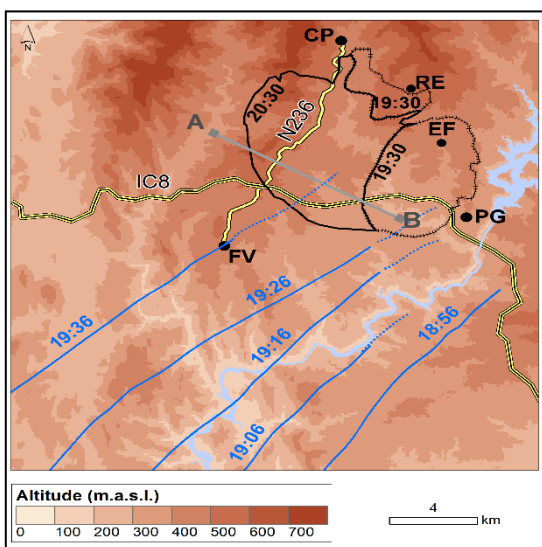 N
CP
20:30
N236
RE
19:30
A
19:30
EF
IC8
B
PG
FV
19:36
19:26
19:16
18:56
19:06
Altitude (m.a.s.l.)
0 100 200 300 400 500 600 700
4
km